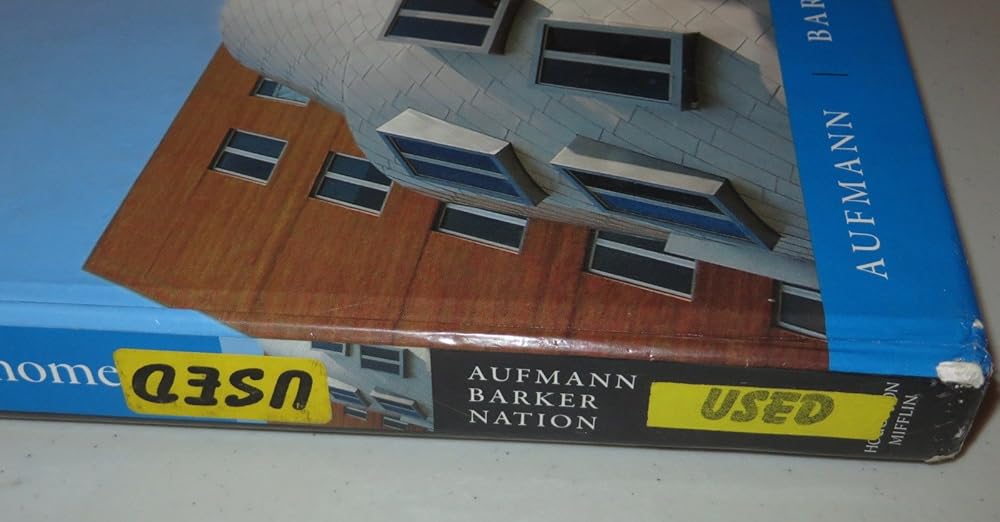 AUFMANN | BAR
nome
USED
AUFMANN
BARKER
NATION
USED
MIFFLIN